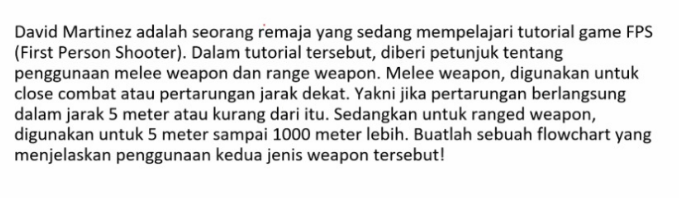 David Martinez adalah seorang remaja yang sedang mempelajari tutorial game FPS
(First Person Shooter). Dalam tutorial tersebut, diberi petunjuk tentang
penggunaan melee weapon dan range weapon. Melee weapon, digunakan untuk
close combat atau pertarungan jarak dekat. Yakni jika pertarungan berlangsung
dalam jarak 5 meter atau kurang dari itu. Sedangkan untuk ranged weapon,
digunakan untuk 5 meter sampai 1000 meter lebih. Buatlah sebuah flowchart yang
menjelaskan penggunaan kedua jenis weapon tersebut!